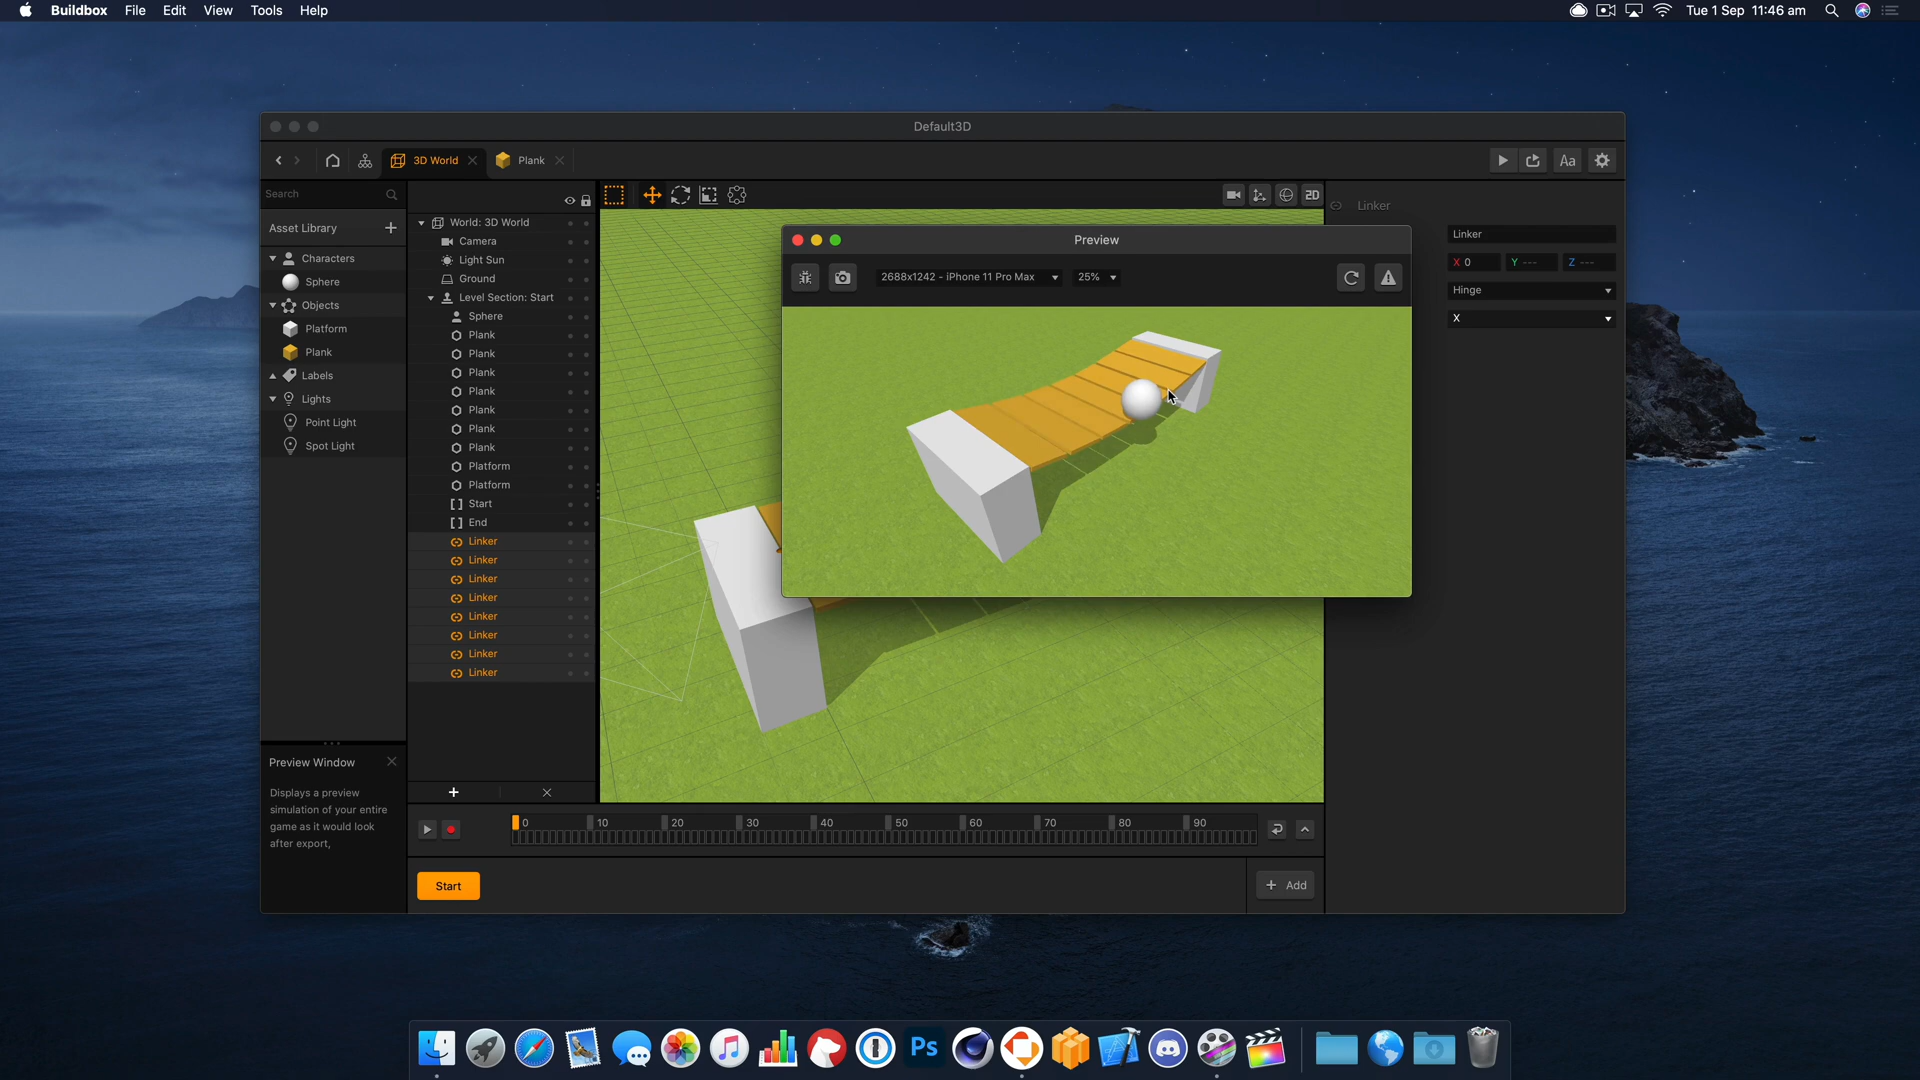 Buildbox File Edit View Tools Help
Tue 1 Sep 11:46 am
Default3D
3D World
Plank
Aa
Search
Asset Library
Characters
Sphere
Objects
Platform
Plank
Labels
Lights
Point Light
Spot Light
World: 3D World
Camera
Light Sun
Ground
Level Section: Start
Sphere
Plank
Plank
Plank
Plank
Plank
Plank
Plank
Platform
Platform
Start
End
Linker
Linker
Linker
Linker
Linker
Linker
Linker
Linker
2D
Preview
2688x1242 - iPhone 11 Pro Max
25%
Linker
Linker
X 0 Y --- Z ---
Hinge
X
Preview Window
Displays a preview
simulation of your entire
game as it would look
after export,
0 10 20 30 40 50 60 70 80 90
Start
+ Add
Ps